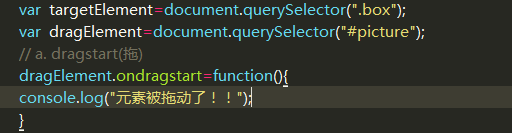 var targetElement=document.querySelector(".box");
var dragElement=document.querySelector("#picture");
// a. dragstart(拖)
dragElement.ondragstart=function(){
console.log("元素被拖动了！！");
}